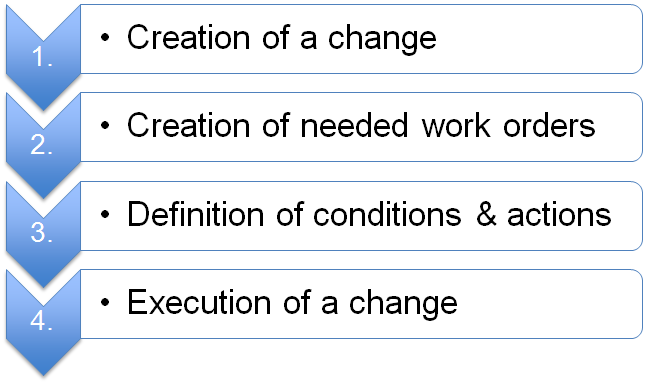 1. • Creation of a change
2. • Creation of needed work orders
3. • Definition of conditions & actions
4. • Execution of a change